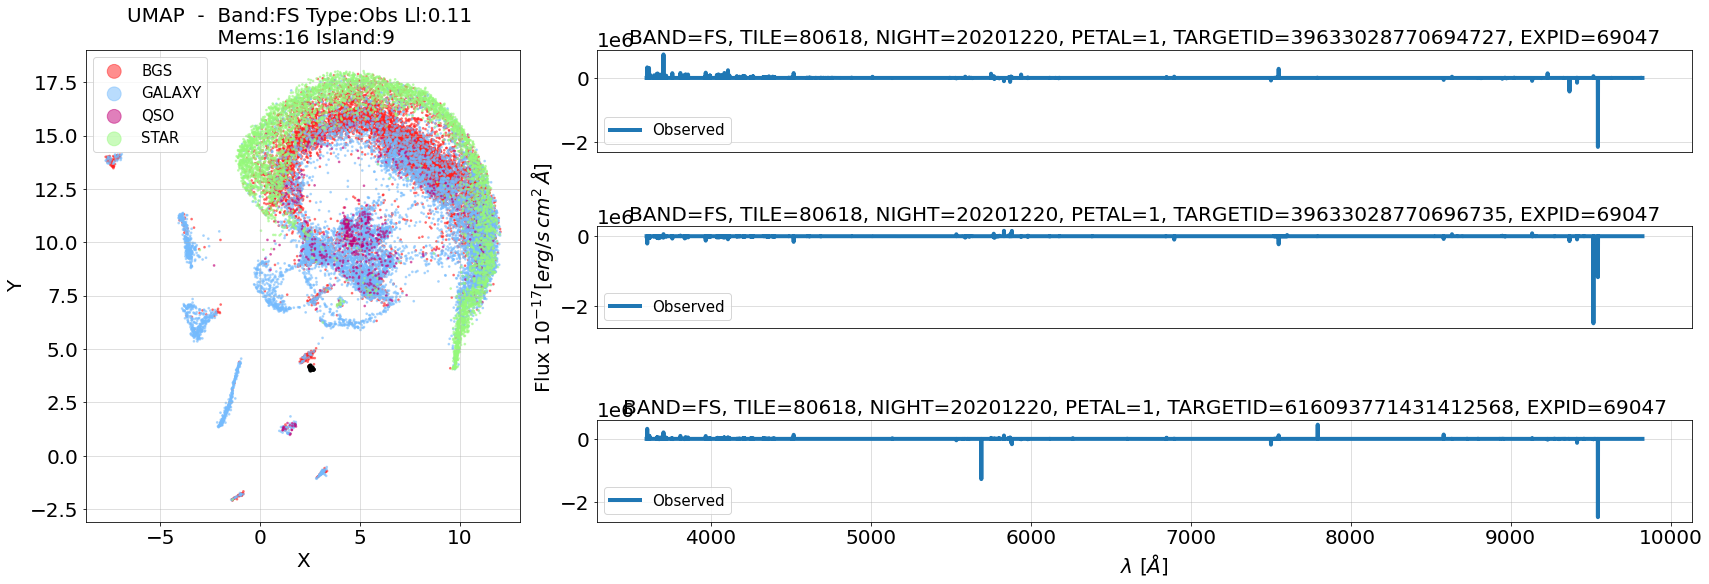 UMAP  -  Band:FS Type:Obs Ll:0.11
Mems:16 Island:9
BGS
GALAXY
QSO
STAR
17.5
15.0
12.5
10.0
7.5
5.0
2.5
0.0
−2.5
Y
−5
0
5
10
X
Flux 10⁻¹⁷[erg/s cm² Å]
1e6
BAND=FS, TILE=80618, NIGHT=20201220, PETAL=1, TARGETID=39633028770694727, EXPID=69047
0
−2
Observed
1e6
BAND=FS, TILE=80618, NIGHT=20201220, PETAL=1, TARGETID=39633028770696735, EXPID=69047
0
−2
Observed
1e6
BAND=FS, TILE=80618, NIGHT=20201220, PETAL=1, TARGETID=616093771431412568, EXPID=69047
0
−2
Observed
4000
5000
6000
7000
8000
9000
10000
λ [Å]